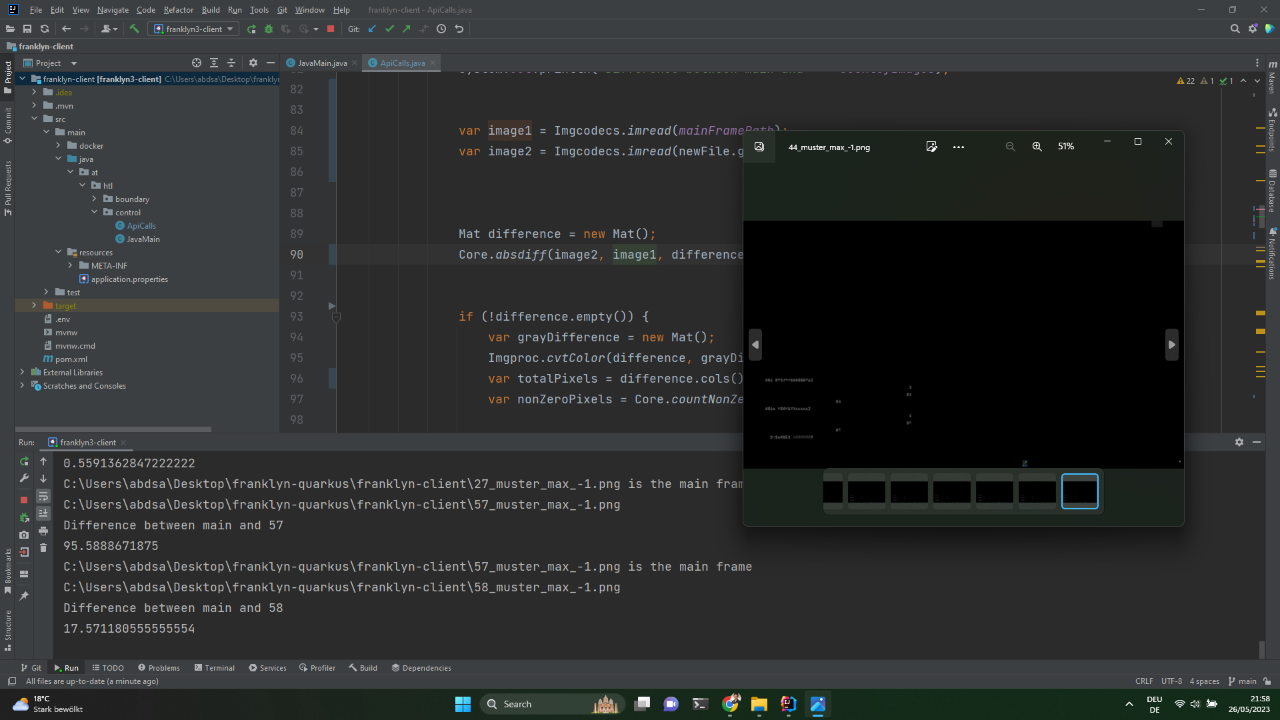 File Edit View Navigate Code Refactor Build Run Tools Git Window Help franklyn-client - ApiCalls.java
franklyn3-client Git:
franklyn-client
Project JavaMain.java ApiCalls.java
franklyn-client [franklyn3-client] C:\Users\abdsa\Desktop\franklyn
.idea
.mvn
src
main
docker
java
at
htl
boundary
control
ApiCalls
JavaMain
resources
META-INF
application.properties
test
target
.env
mvnw
mvnw.cmd
pom.xml
External Libraries
Scratches and Consoles
Project
Commit
Pull Requests
Bookmarks
Structure
22 1 1
82
83
84 var image1 = Imgcodecs.imread(mainFramePath);
85 var image2 = Imgcodecs.imread(newFile.g
86
87
88
89 Mat difference = new Mat();
90 Core.absdiff(image2, image1, difference
91
92
93 if (!difference.empty()) {
94 var grayDifference = new Mat();
95 Imgproc.cvtColor(difference, grayDi
96 var totalPixels = difference.cols()
97 var nonZeroPixels = Core.countNonZe
98
44_muster_max_-1.png 51%
Maven
Endpoints
Database
Notifications
Run: franklyn3-client
0.5591362847222222
C:\Users\abdsa\Desktop\franklyn-quarkus\franklyn-client\27_muster_max_-1.png is the main frame
C:\Users\abdsa\Desktop\franklyn-quarkus\franklyn-client\57_muster_max_-1.png
Difference between main and 57
95.5888671875
C:\Users\abdsa\Desktop\franklyn-quarkus\franklyn-client\57_muster_max_-1.png is the main frame
C:\Users\abdsa\Desktop\franklyn-quarkus\franklyn-client\58_muster_max_-1.png
Difference between main and 58
17.571180555555554
Git Run TODO Problems Terminal Services Profiler Build Dependencies
All files are up-to-date (a minute ago) CRLF UTF-8 4 spaces main
18°C
Stark bewölkt
Search
DEU
DE
21:58
26/05/2023